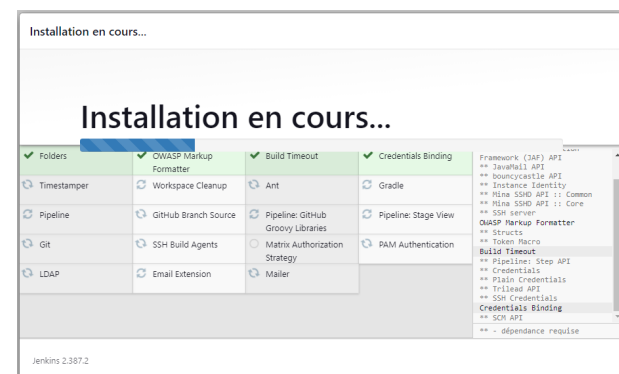 Installation en cours...
Installation en cours...
Folders
OWASP Markup
Formatter
Build Timeout
Credentials Binding
Timestamper
Workspace Cleanup
Ant
Gradle
Pipeline
GitHub Branch Source
Pipeline: GitHub
Groovy Libraries
Pipeline: Stage View
Git
SSH Build Agents
Matrix Authorization
Strategy
PAM Authentication
LDAP
Email Extension
Mailer
Framework (JAF) API
** JavaMail API
** bouncycastle API
** Instance Identity
** Mina SSHD API :: Common
** Mina SSHD API :: Core
** SSH server
OWASP Markup Formatter
** Structs
** Token Macro
Build Timeout
** Pipeline: Step API
** Credentials
** Plain Credentials
** Trilead API
** SSH Credentials
Credentials Binding
** SCM API
** - dépendance requise
Jenkins 2.387.2